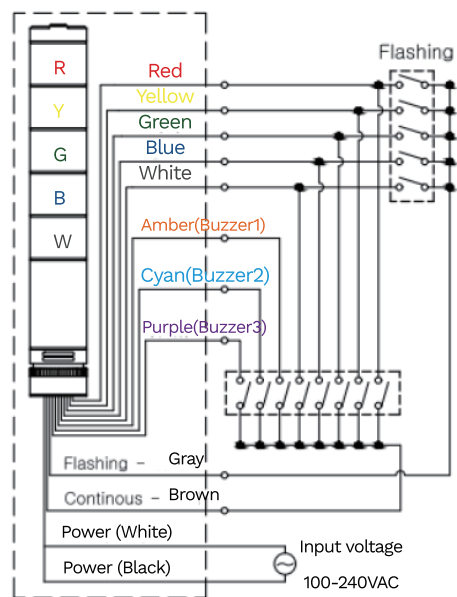 Flashing
R
Red
Y
Yellow
G
Green
B
Blue
W
White
Amber(Buzzer1)
Cyan(Buzzer2)
Purple(Buzzer3)
Flashing - Gray
Continous - Brown
Power (White)
Input voltage
Power (Black)
100-240VAC